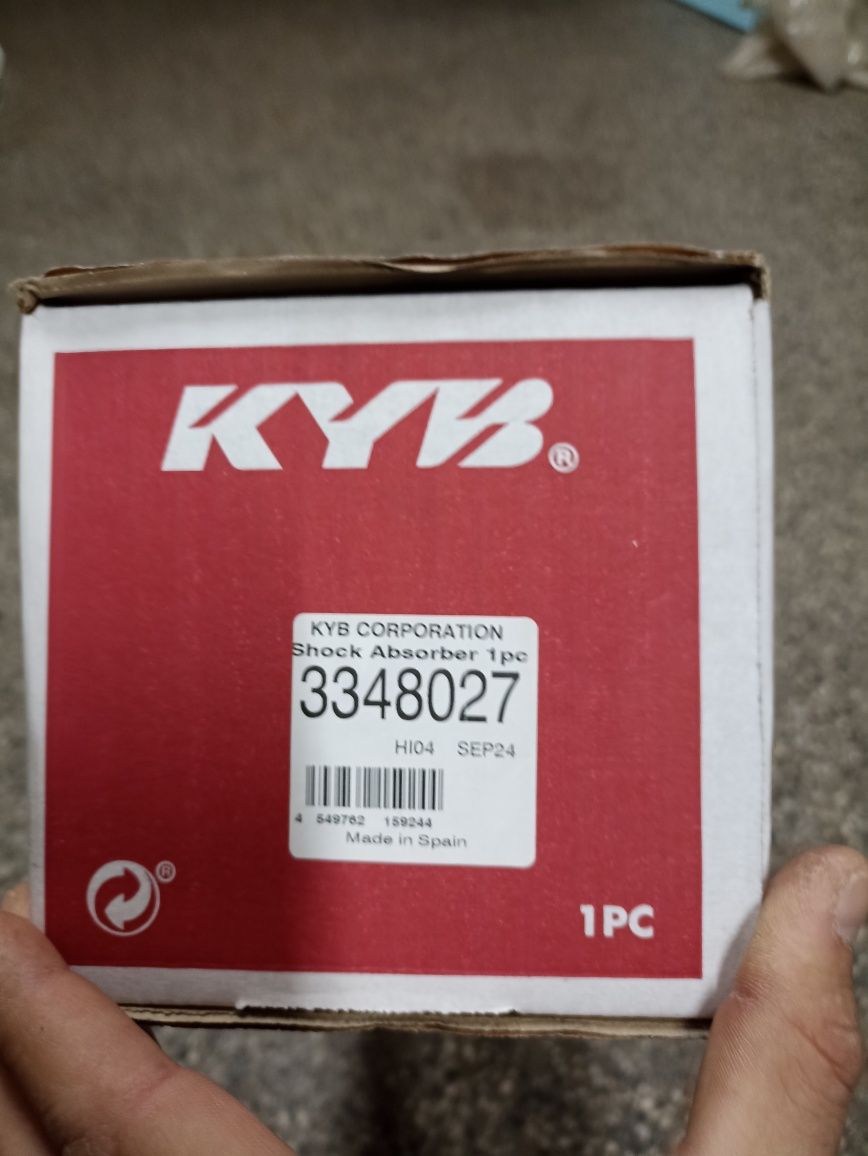 KYB®
KYB CORPORATION
Shock Absorber 1pc
3348027
HI04 SEP24
4 549762 159244
Made in Spain
®
1PC